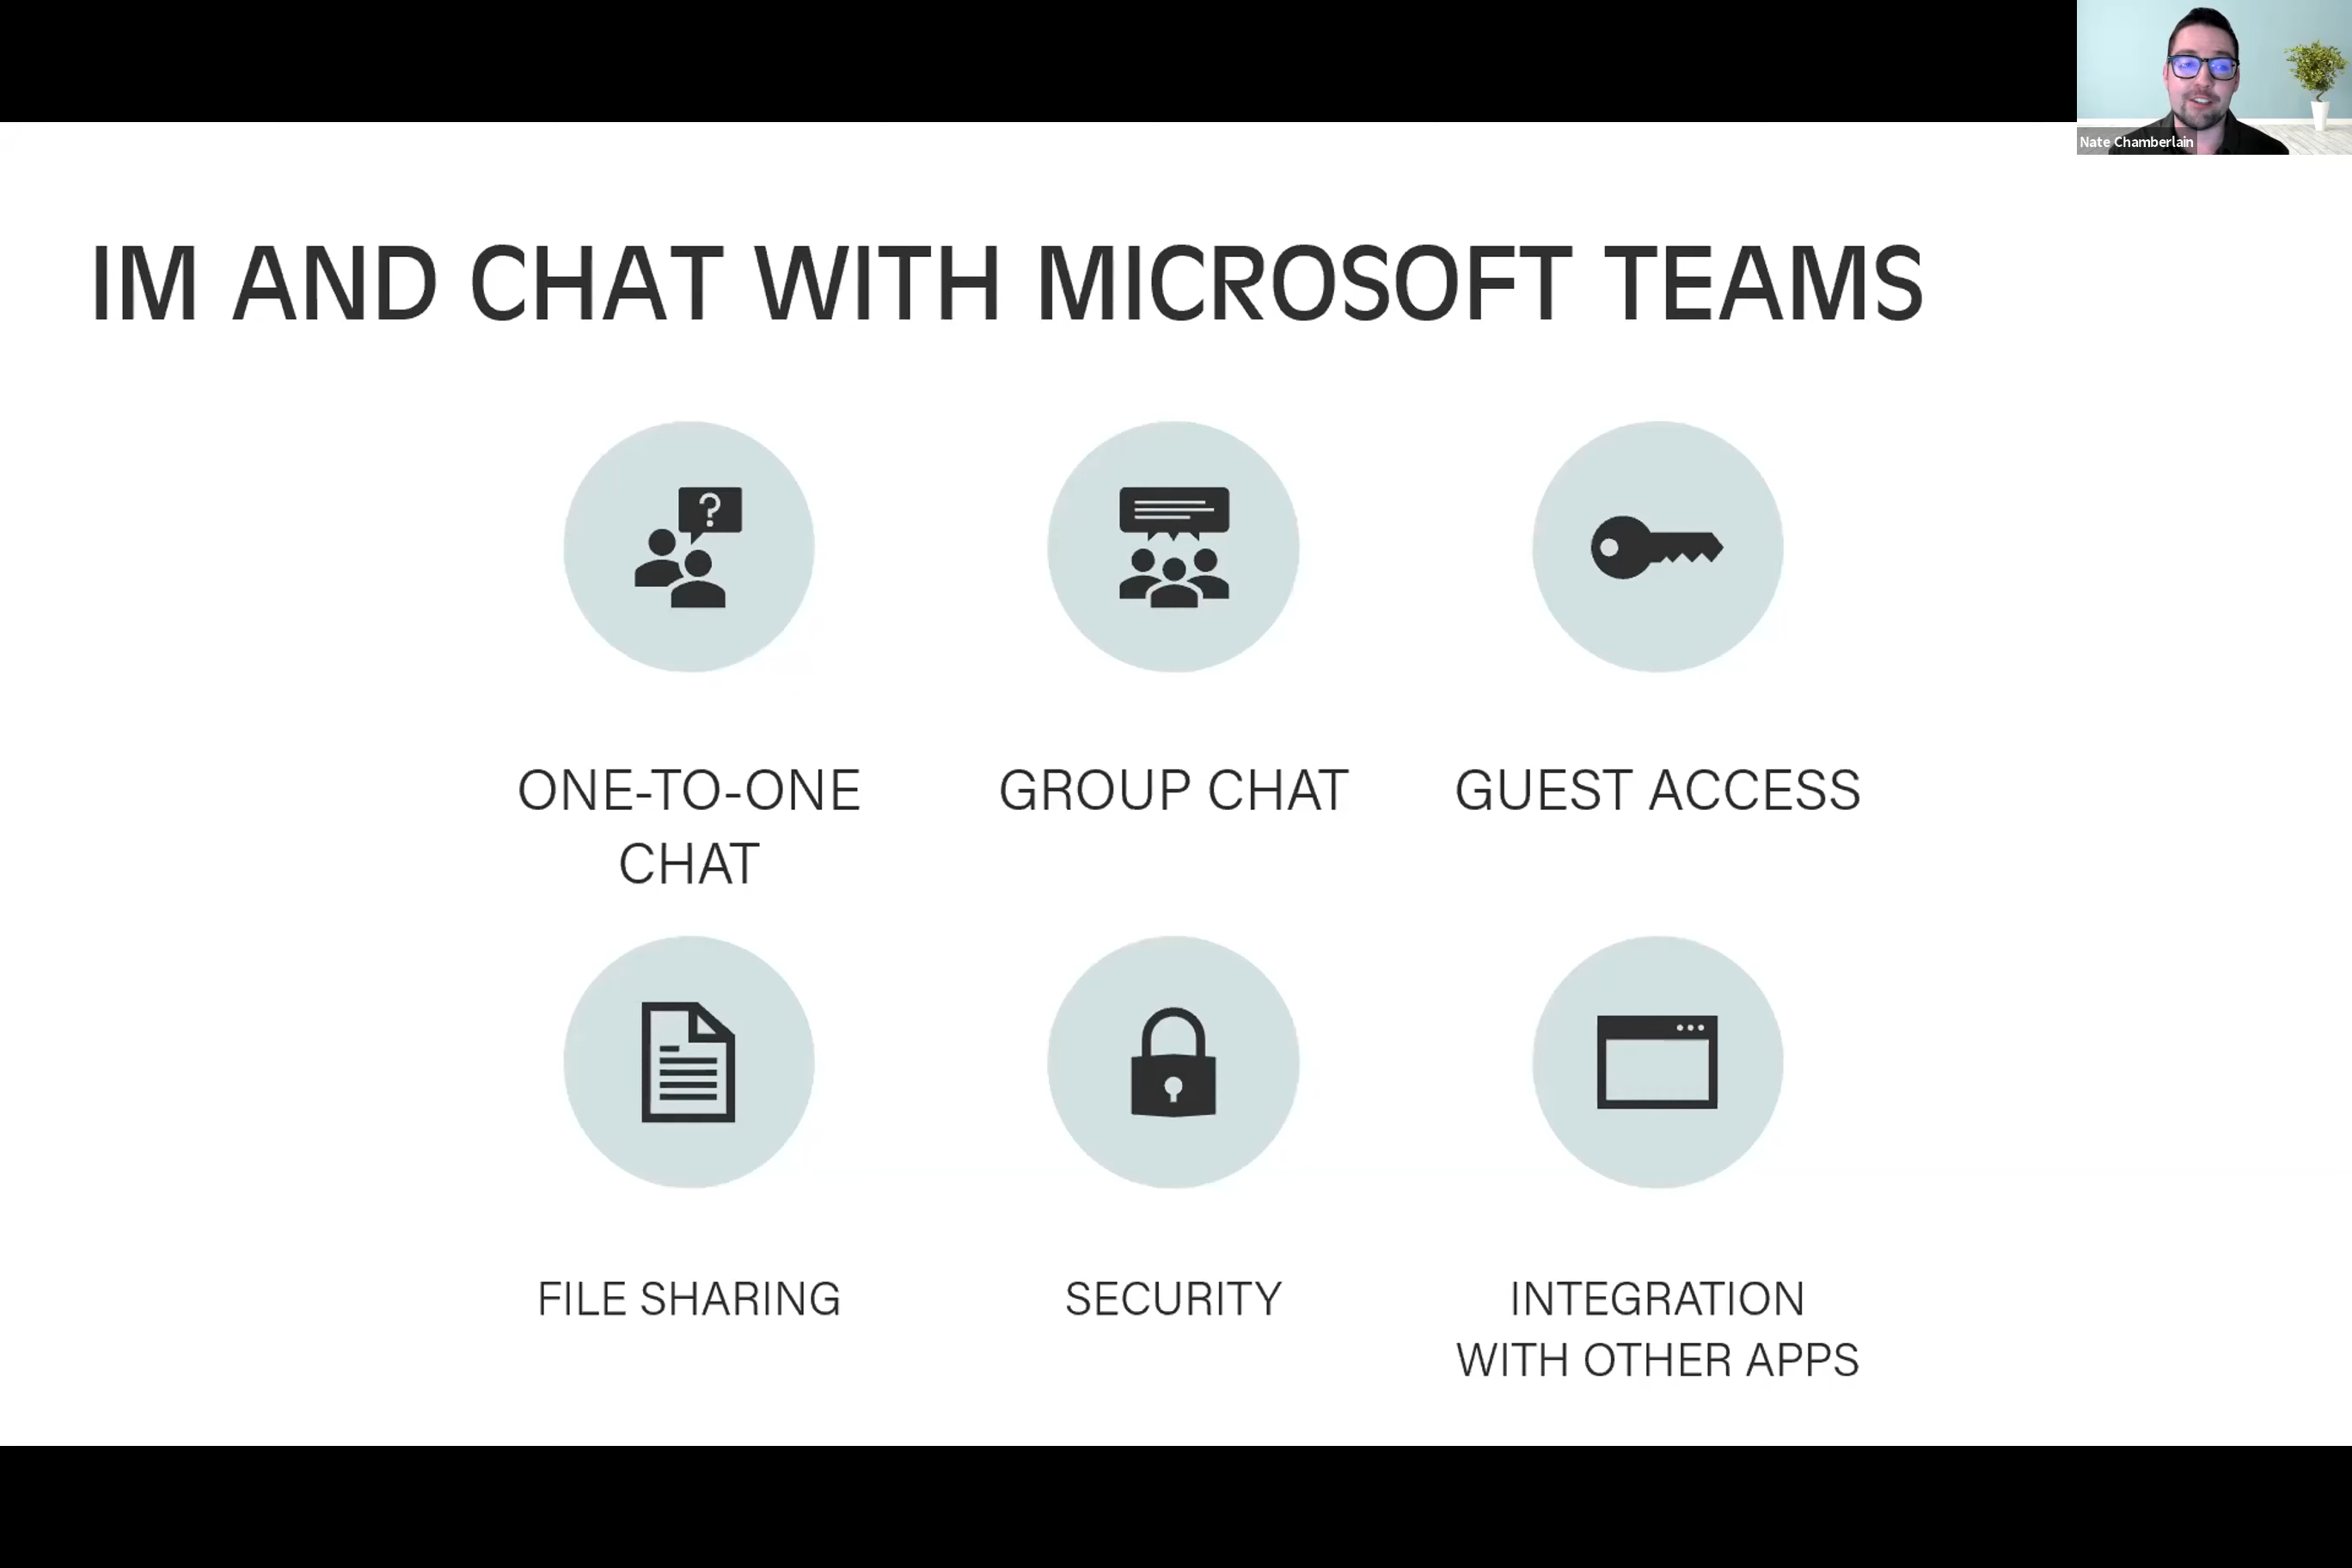 Nate Chamberlain
IM AND CHAT WITH MICROSOFT TEAMS
?
ONE-TO-ONE
CHAT
GROUP CHAT
GUEST ACCESS
FILE SHARING
SECURITY
INTEGRATION
WITH OTHER APPS